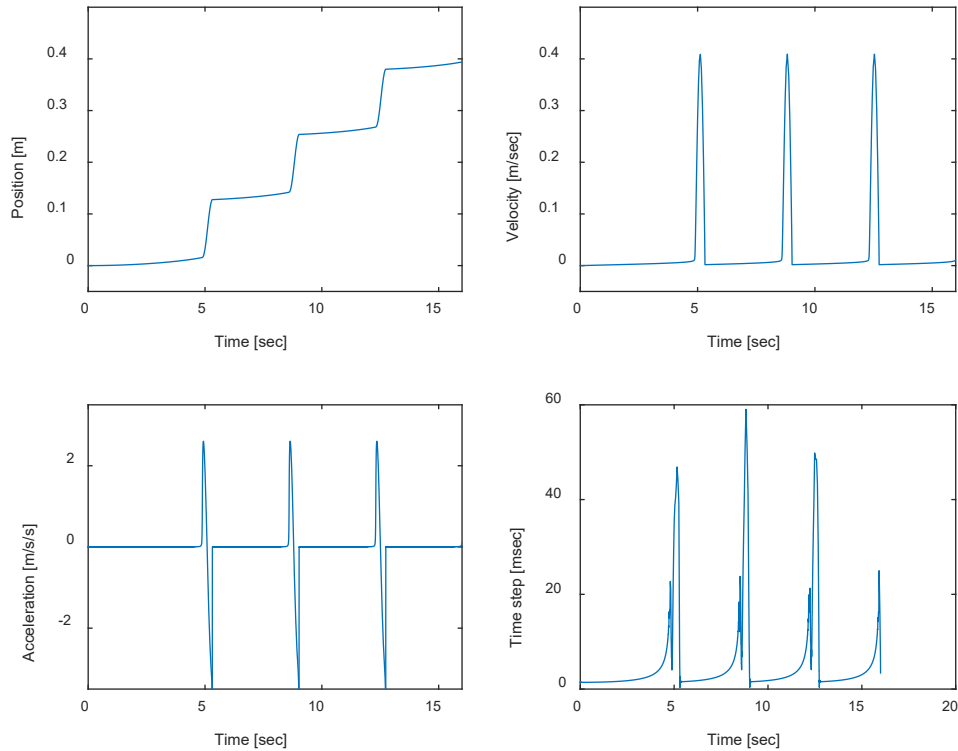 0.4
0.3
0.2
0.1
0
Position [m]
0 5 10 15
Time [sec]
0.4
0.3
0.2
0.1
0
Velocity [m/sec]
0 5 10 15
Time [sec]
2
0
-2
Acceleration [m/s/s]
0 5 10 15
Time [sec]
60
40
20
0
Time step [msec]
0 5 10 15 20
Time [sec]